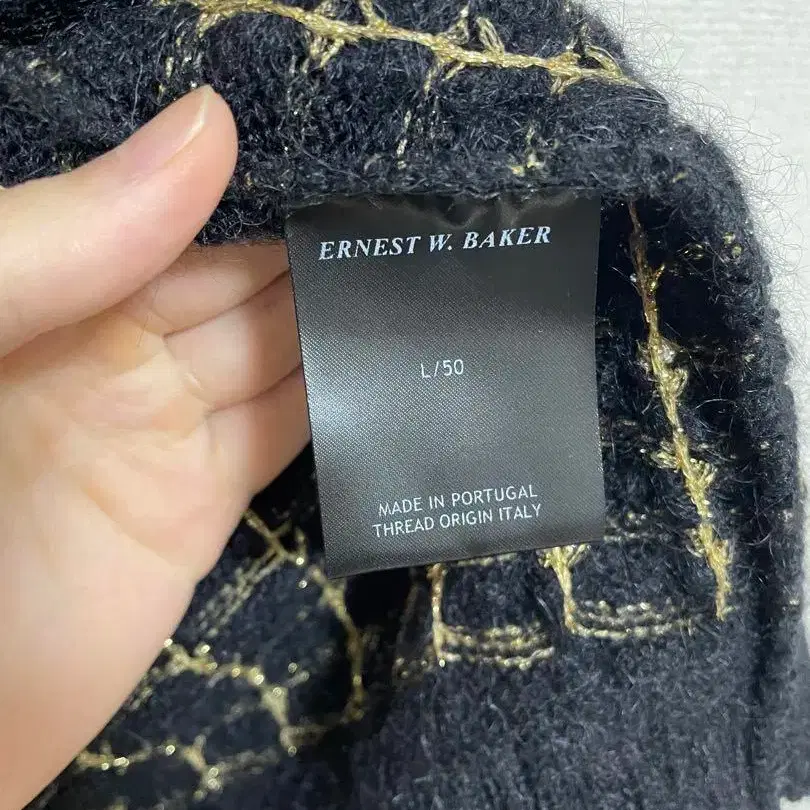 ERNEST W. BAKER
L/50
MADE IN PORTUGAL
THREAD ORIGIN ITALY